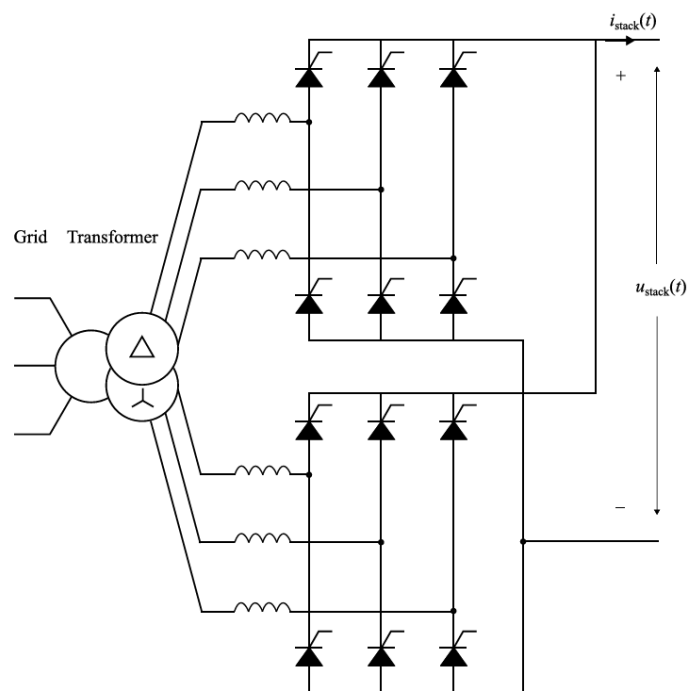 i_stack(t)
+
Grid Transformer
u_stack(t)
−